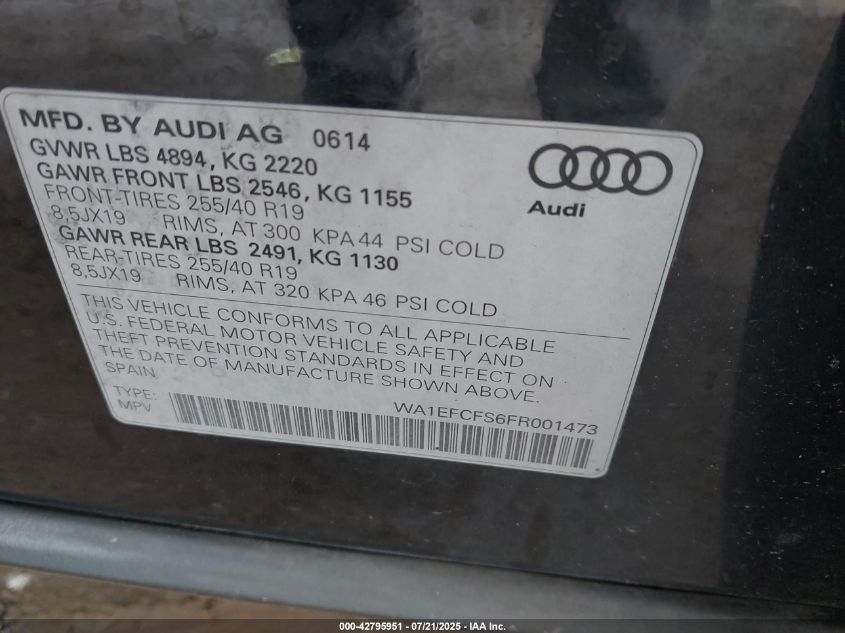 MFD. BY AUDI AG 0614
GVWR LBS 4894, KG 2220
GAWR FRONT LBS 2546, KG 1155
FRONT-TIRES 255/40 R19
8,5JX19 RIMS, AT 300 KPA 44 PSI COLD
GAWR REAR LBS 2491, KG 1130
REAR-TIRES 255/40 R19
8,5JX19 RIMS, AT 320 KPA 46 PSI COLD
Audi
THIS VEHICLE CONFORMS TO ALL APPLICABLE
U.S. FEDERAL MOTOR VEHICLE SAFETY AND
THEFT PREVENTION STANDARDS IN EFFECT ON
THE DATE OF MANUFACTURE SHOWN ABOVE.
SPAIN
WA1EFCFS6FR001473
TYPE:
MPV
000-42795951 - 07/21/2025 - IAA Inc.